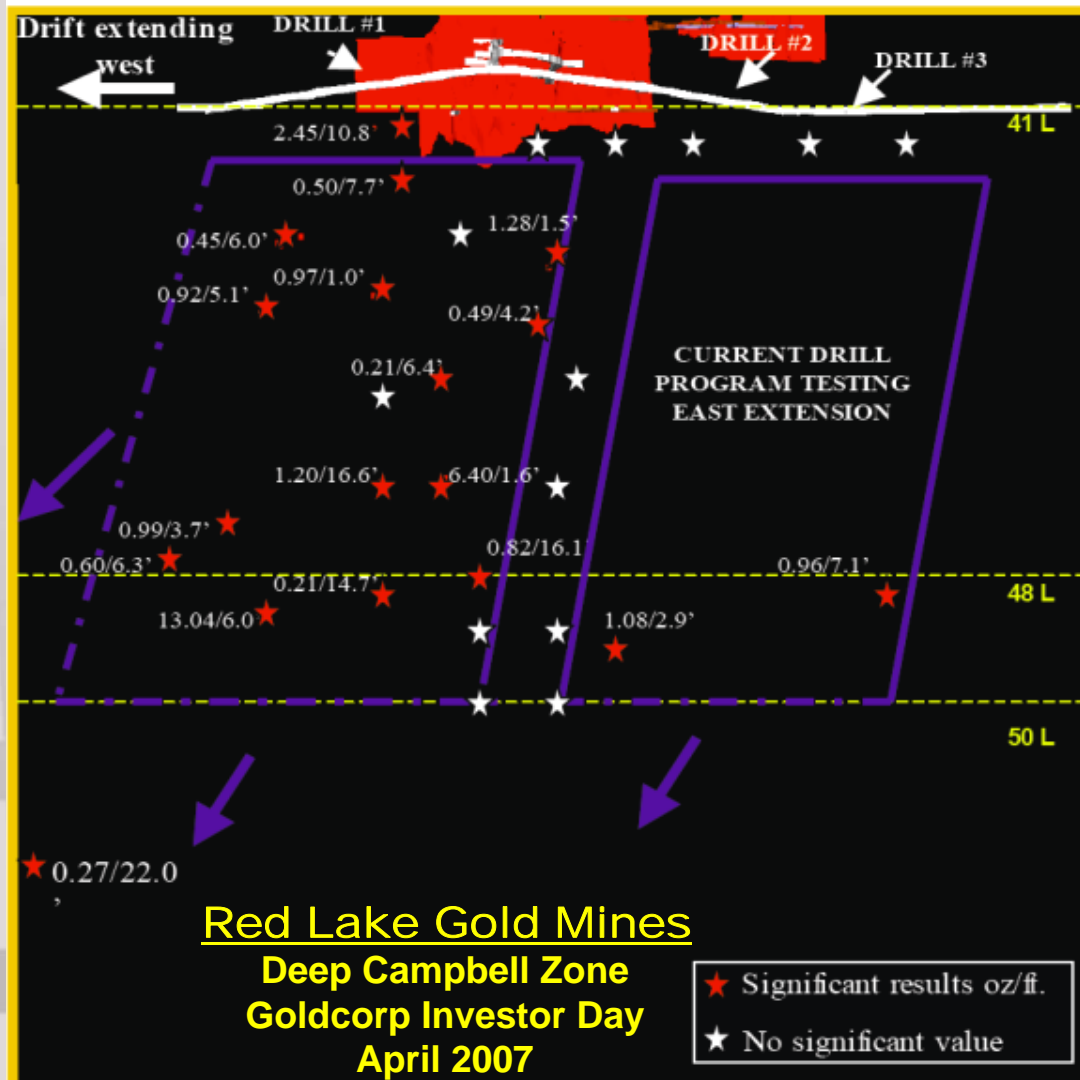 Drift extending
west
DRILL #1
DRILL #2
DRILL #3
41 L
2.45/10.8'
0.50/7.7’
0.45/6.0’
1.28/1.5’
0.97/1.0’
0.92/5.1’
0.49/4.2’
0.21/6.4’
CURRENT DRILL
PROGRAM TESTING
EAST EXTENSION
1.20/16.6’
6.40/1.6’
0.99/3.7’
0.60/6.3’
0.82/16.1
0.96/7.1’
0.21/14.7’
48 L
13.04/6.0
1.08/2.9’
50 L
0.27/22.0
’
Red Lake Gold Mines
Deep Campbell Zone
Goldcorp Investor Day
April 2007
Significant results oz/ft.
No significant value